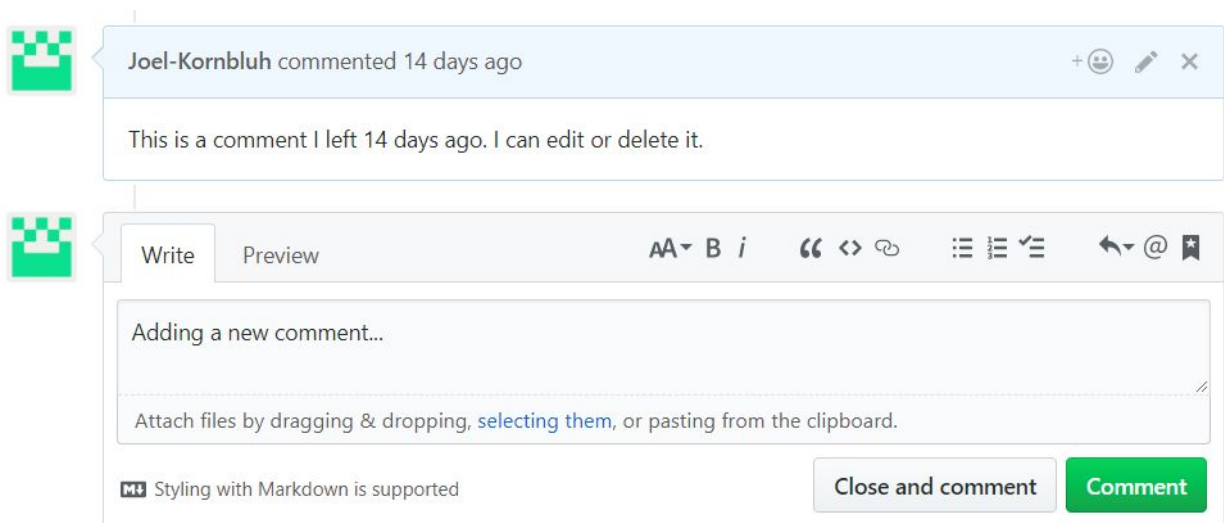 Joel-Kornbluh commented 14 days ago
This is a comment I left 14 days ago. I can edit or delete it.
Write Preview AA B i
Adding a new comment...
Attach files by dragging & dropping, selecting them, or pasting from the clipboard.
M↓ Styling with Markdown is supported Close and comment Comment